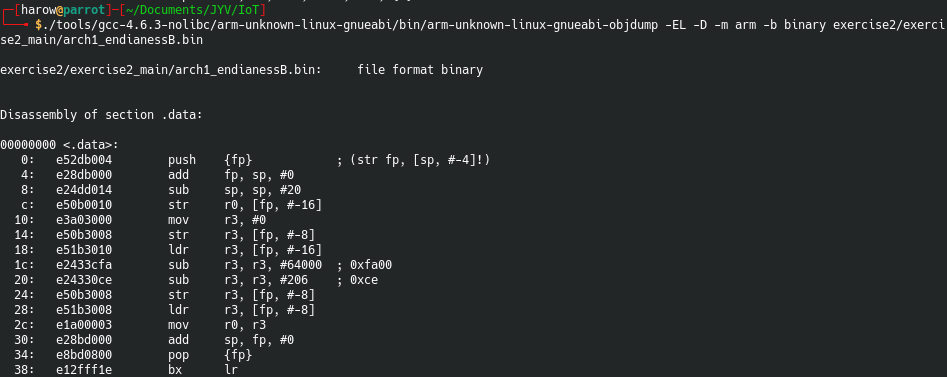 ┌─[harow@parrot]─[~/Documents/JYV/IoT]
└──╼ $./tools/gcc-4.6.3-nolibc/arm-unknown-linux-gnueabi/bin/arm-unknown-linux-gnueabi-objdump -EL -D -m arm -b binary exercise2/exerci
se2_main/arch1_endianessB.bin
exercise2/exercise2_main/arch1_endianessB.bin:     file format binary
Disassembly of section .data:
00000000 <.data>:
   0:   e52db004        push    {fp}            ; (str fp, [sp, #-4]!)
   4:   e28db000        add     fp, sp, #0
   8:   e24dd014        sub     sp, sp, #20
   c:   e50b0010        str     r0, [fp, #-16]
  10:   e3a03000        mov     r3, #0
  14:   e50b3008        str     r3, [fp, #-8]
  18:   e51b3010        ldr     r3, [fp, #-16]
  1c:   e2433cfa        sub     r3, r3, #64000  ; 0xfa00
  20:   e24330ce        sub     r3, r3, #206    ; 0xce
  24:   e50b3008        str     r3, [fp, #-8]
  28:   e51b3008        ldr     r3, [fp, #-8]
  2c:   e1a00003        mov     r0, r3
  30:   e28bd000        add     sp, fp, #0
  34:   e8bd0800        pop     {fp}
  38:   e12fff1e        bx      lr